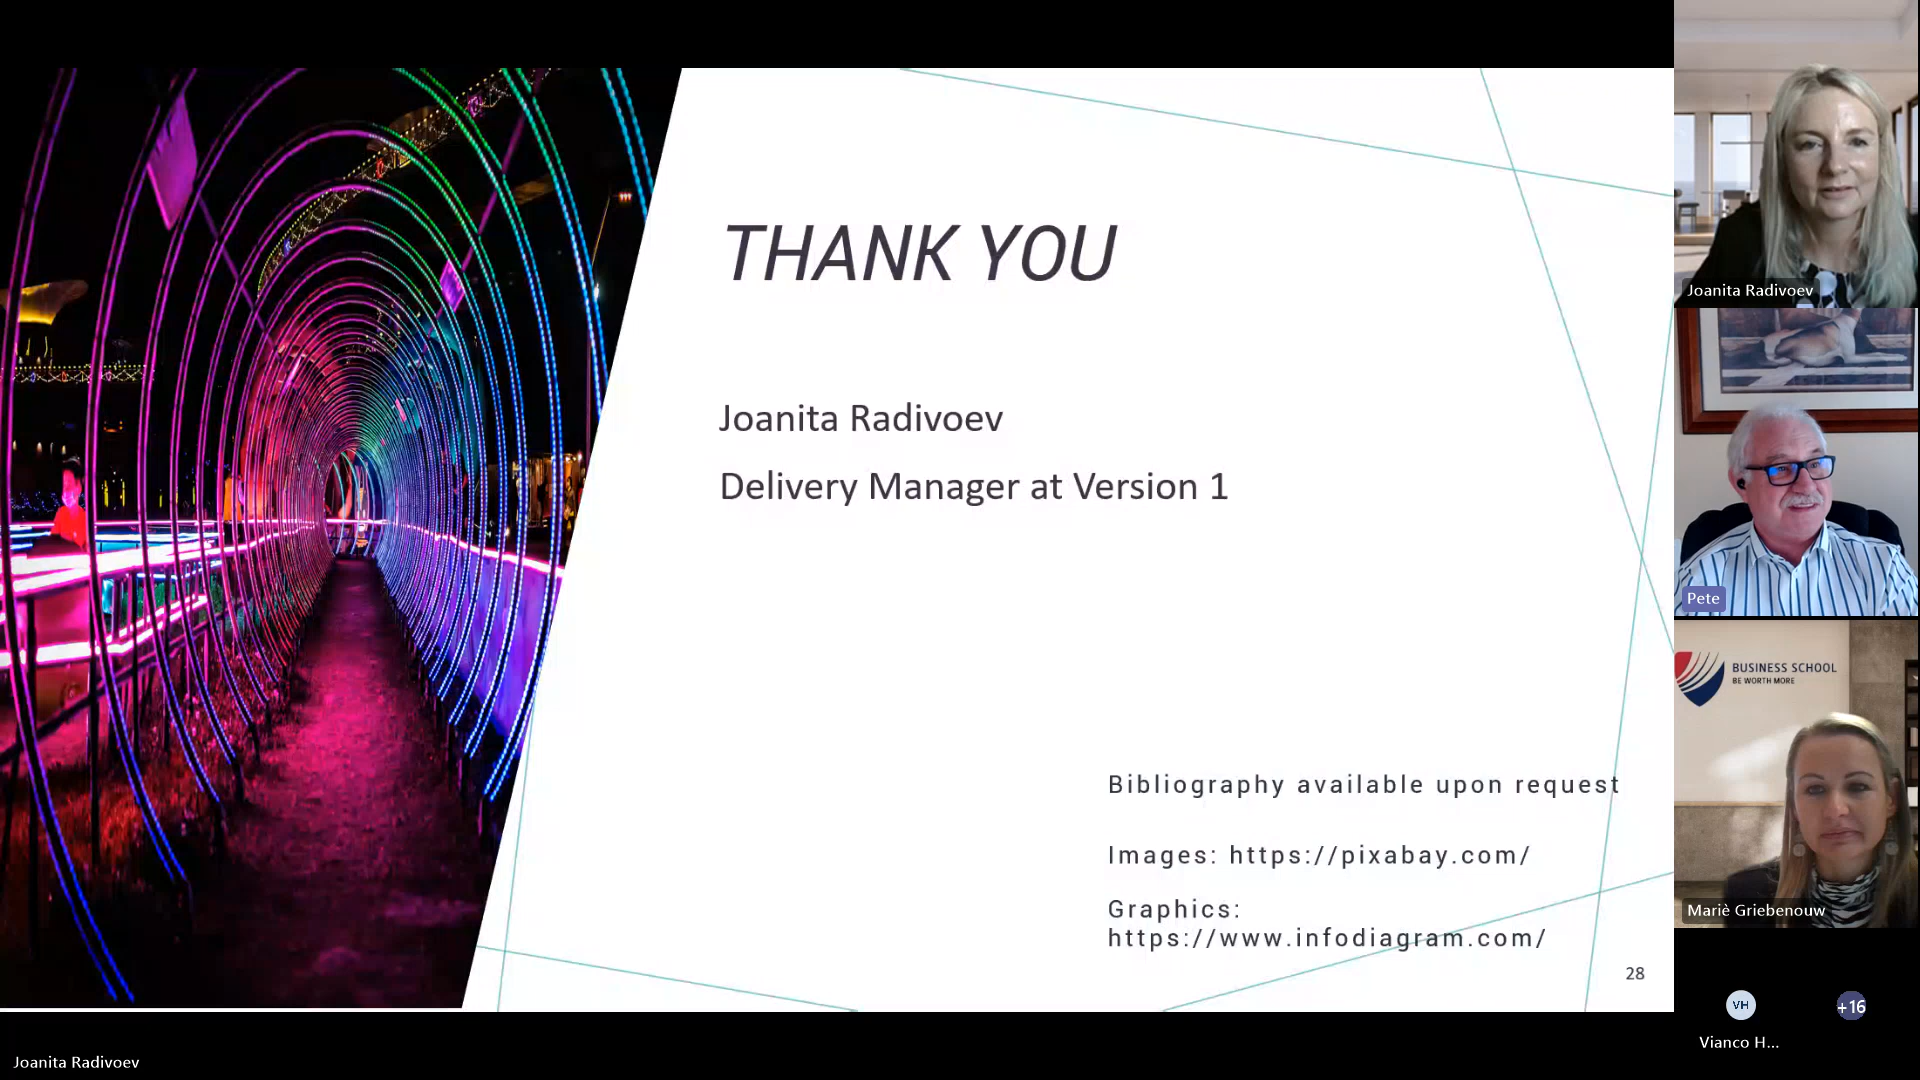 THANK YOU
Joanita Radivoev
Delivery Manager at Version 1
Bibliography available upon request
Images: https://pixabay.com/
Graphics:
https://www.infodiagram.com/
28
Joanita Radivoev
Pete
BUSINESS SCHOOL
BE WORTH MORE
Mariè Griebenouw
VH
+16
Vianco H...
Joanita Radivoev